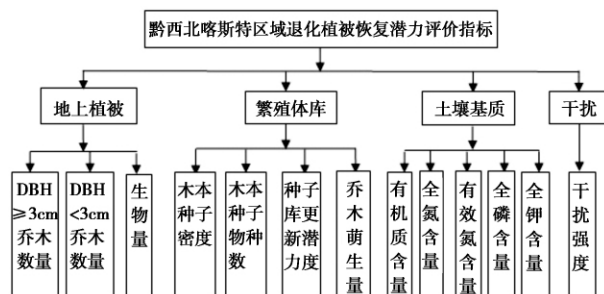 黔西北喀斯特区域退化植被恢复潜力评价指标
地上植被
繁殖体库
土壤基质
干扰
DBH
≥3cm
乔木
数量
DBH
<3cm
乔木
数量
生物量
木本
种子
密度
木本
种子
物种
数
种子
库更
新潜
力度
乔木
萌生
量
有机质含量
全氮含量
有效氮含量
全磷含量
全钾含量
干扰强度